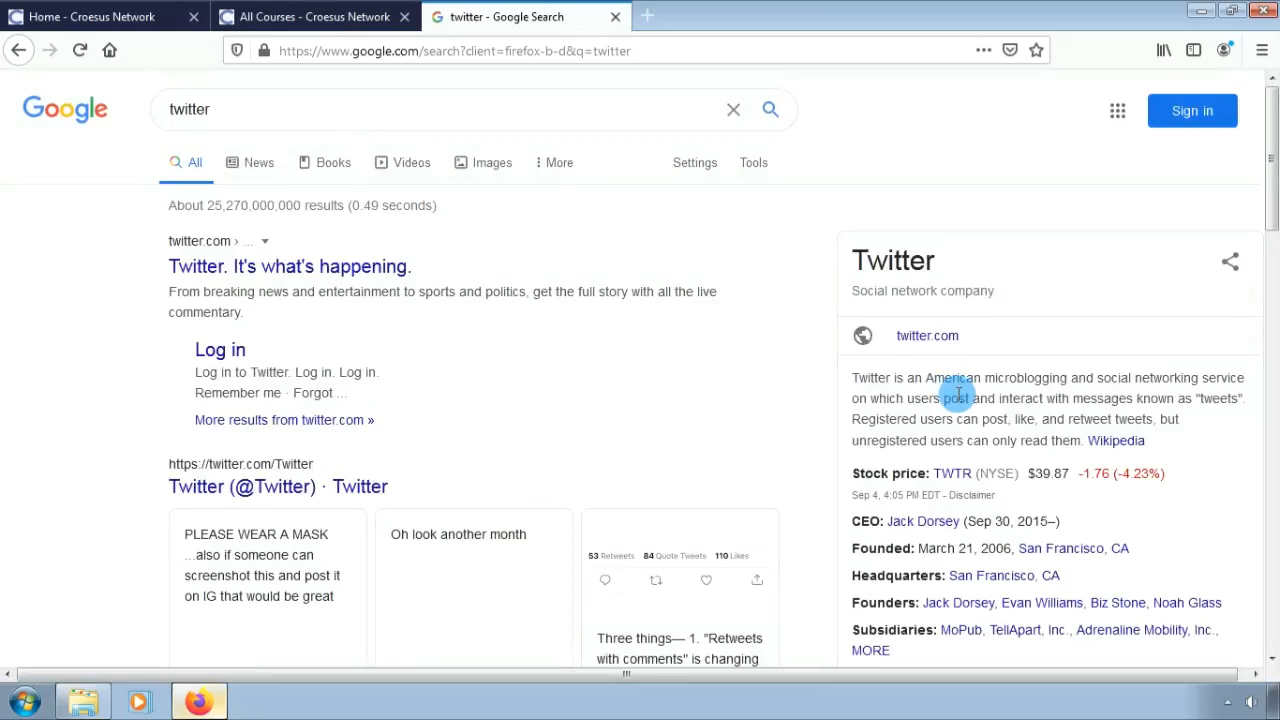 Home - Croesus Network
All Courses - Croesus Network
twitter - Google Search
https://www.google.com/search?client=firefox-b-d&q=twitter
Google
twitter
Sign in
All
News
Books
Videos
Images
More
Settings
Tools
About 25,270,000,000 results (0.49 seconds)
twitter.com › ...
Twitter. It's what's happening.
From breaking news and entertainment to sports and politics, get the full story with all the live
commentary.
Log in
Log in to Twitter. Log in. Log in.
Remember me · Forgot ...
More results from twitter.com »
https://twitter.com/Twitter
Twitter (@Twitter) · Twitter
PLEASE WEAR A MASK
...also if someone can
screenshot this and post it
on IG that would be great
Oh look another month
53 Retweets 84 Quote Tweets 110 Likes
Three things— 1. "Retweets
with comments" is changing
Twitter
Social network company
twitter.com
Twitter is an American microblogging and social networking service
on which users post and interact with messages known as "tweets".
Registered users can post, like, and retweet tweets, but
unregistered users can only read them. Wikipedia
Stock price: TWTR (NYSE) $39.87 -1.76 (-4.23%)
Sep 4, 4:05 PM EDT - Disclaimer
CEO: Jack Dorsey (Sep 30, 2015–)
Founded: March 21, 2006, San Francisco, CA
Headquarters: San Francisco, CA
Founders: Jack Dorsey, Evan Williams, Biz Stone, Noah Glass
Subsidiaries: MoPub, TellApart, Inc., Adrenaline Mobility, Inc.,
MORE